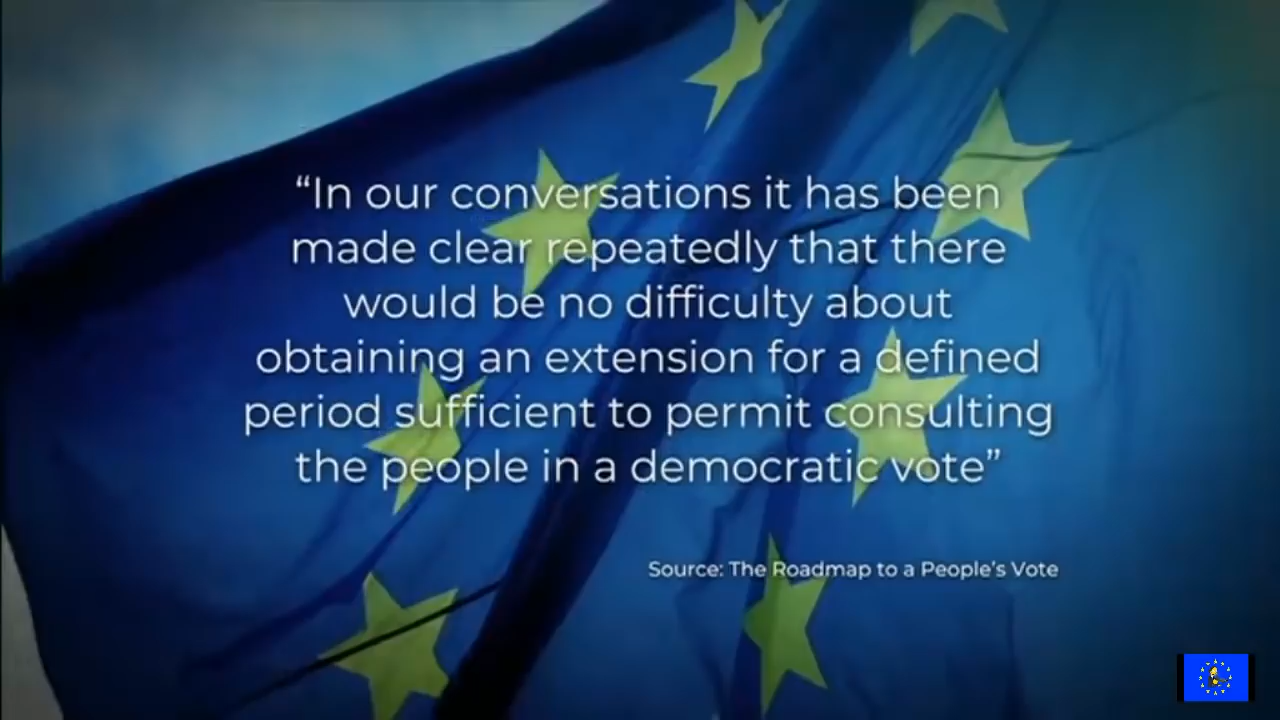 “In our conversations it has been
made clear repeatedly that there
would be no difficulty about
obtaining an extension for a defined
period sufficient to permit consulting
the people in a democratic vote”
Source: The Roadmap to a People’s Vote